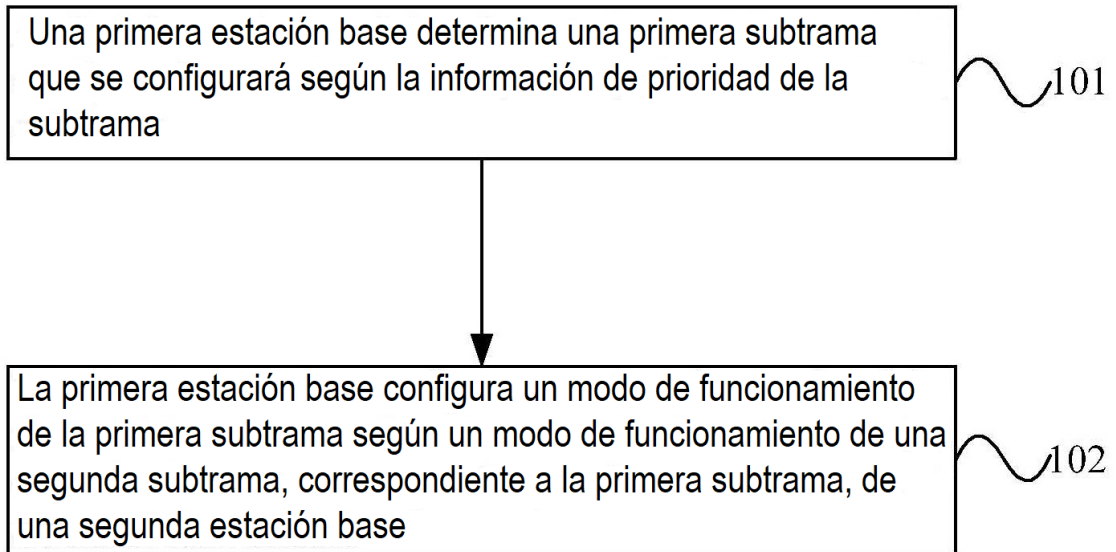 Una primera estación base determina una primera subtrama
que se configurará según la información de prioridad de la
subtrama
101
La primera estación base configura un modo de funcionamiento
de la primera subtrama según un modo de funcionamiento de una
segunda subtrama, correspondiente a la primera subtrama, de
una segunda estación base
102